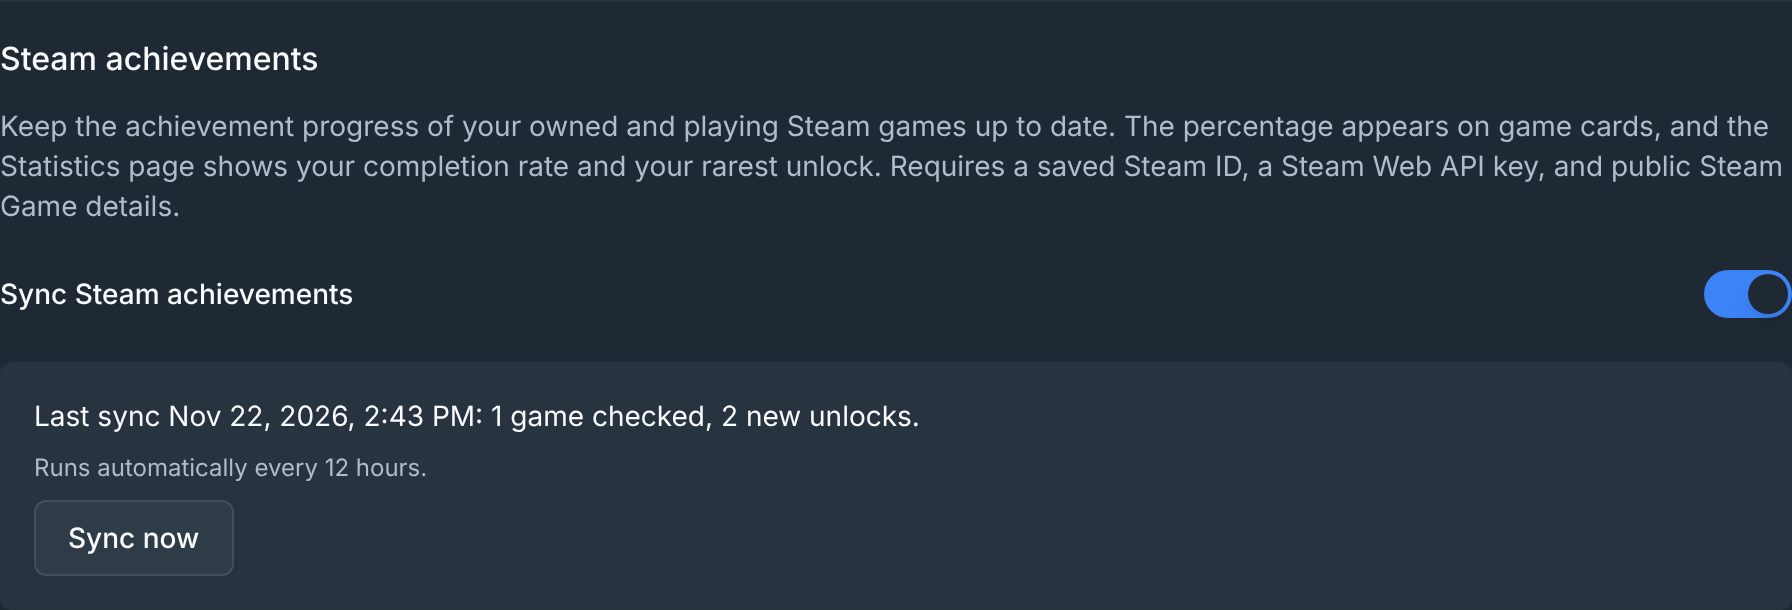 Steam achievements
Keep the achievement progress of your owned and playing Steam games up to date. The percentage appears on game cards, and the
Statistics page shows your completion rate and your rarest unlock. Requires a saved Steam ID, a Steam Web API key, and public Steam
Game details.
Sync Steam achievements
Last sync Nov 22, 2026, 2:43 PM: 1 game checked, 2 new unlocks.
Runs automatically every 12 hours.
Sync now